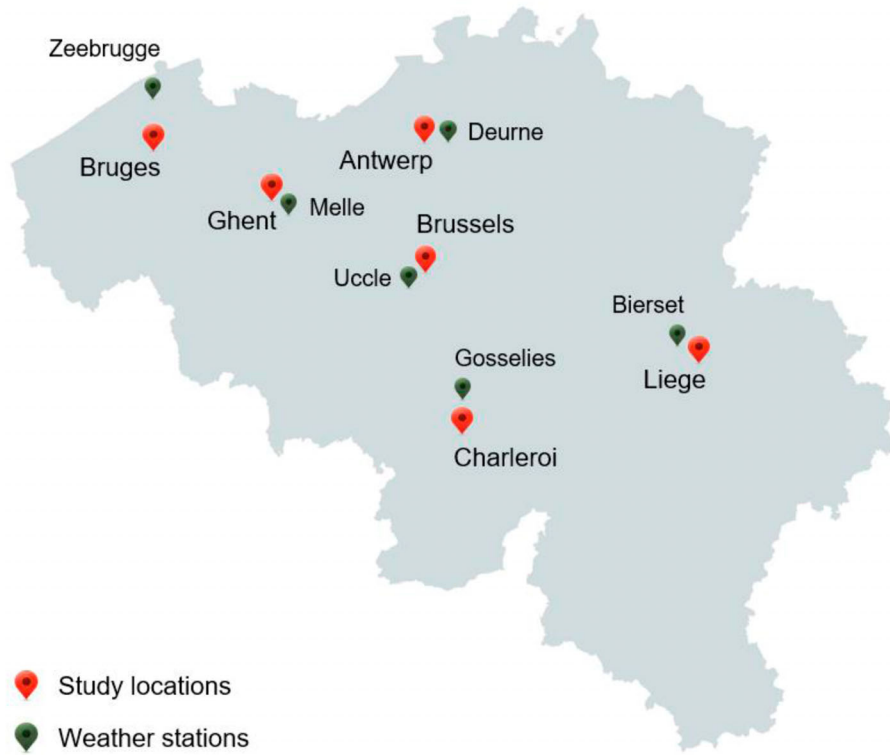 Zeebrugge
Bruges
Antwerp
Deurne
Ghent
Melle
Brussels
Uccle
Bierset
Liege
Gosselies
Charleroi
Study locations
Weather stations